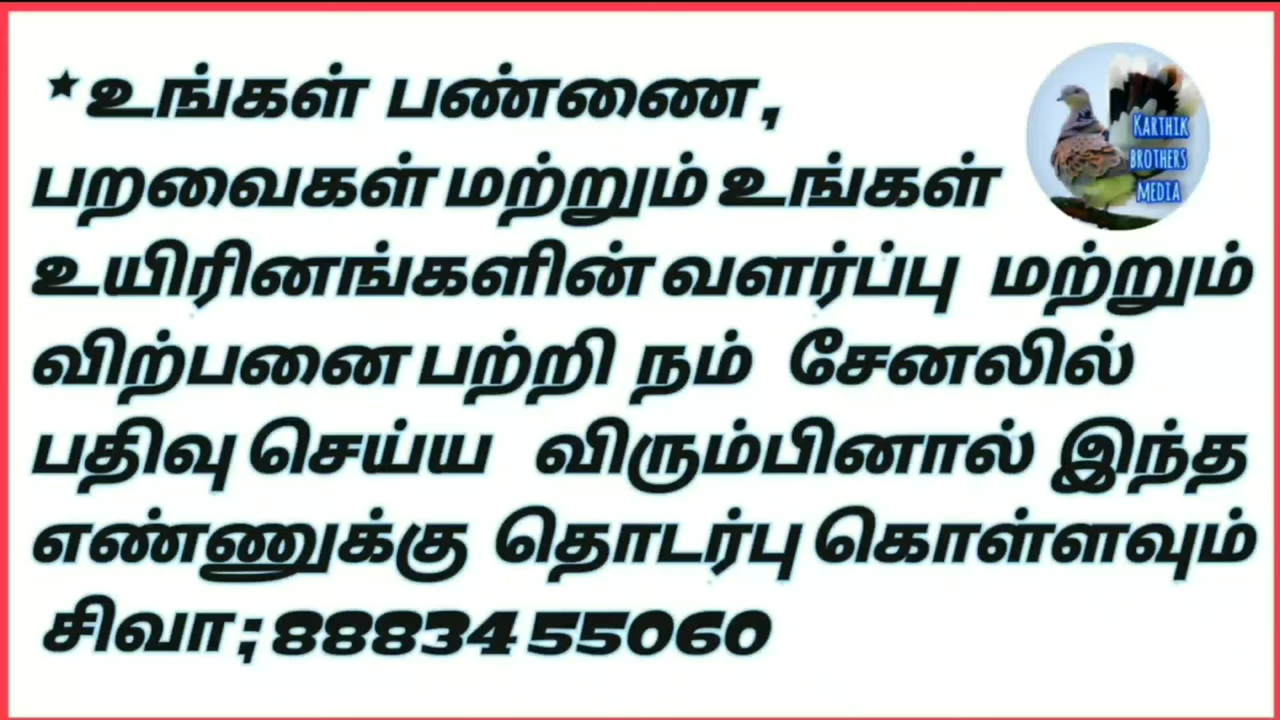 * உங்கள் பண்ணை,
பறவைகள் மற்றும் உங்கள்
உயிரினங்களின் வளர்ப்பு மற்றும்
விற்பனை பற்றி நம் சேனலில்
பதிவு செய்ய விரும்பினால் இந்த
எண்ணுக்கு தொடர்பு கொள்ளவும்
சிவா; 88834 55060
KARTHIK
BROTHERS
MEDIA